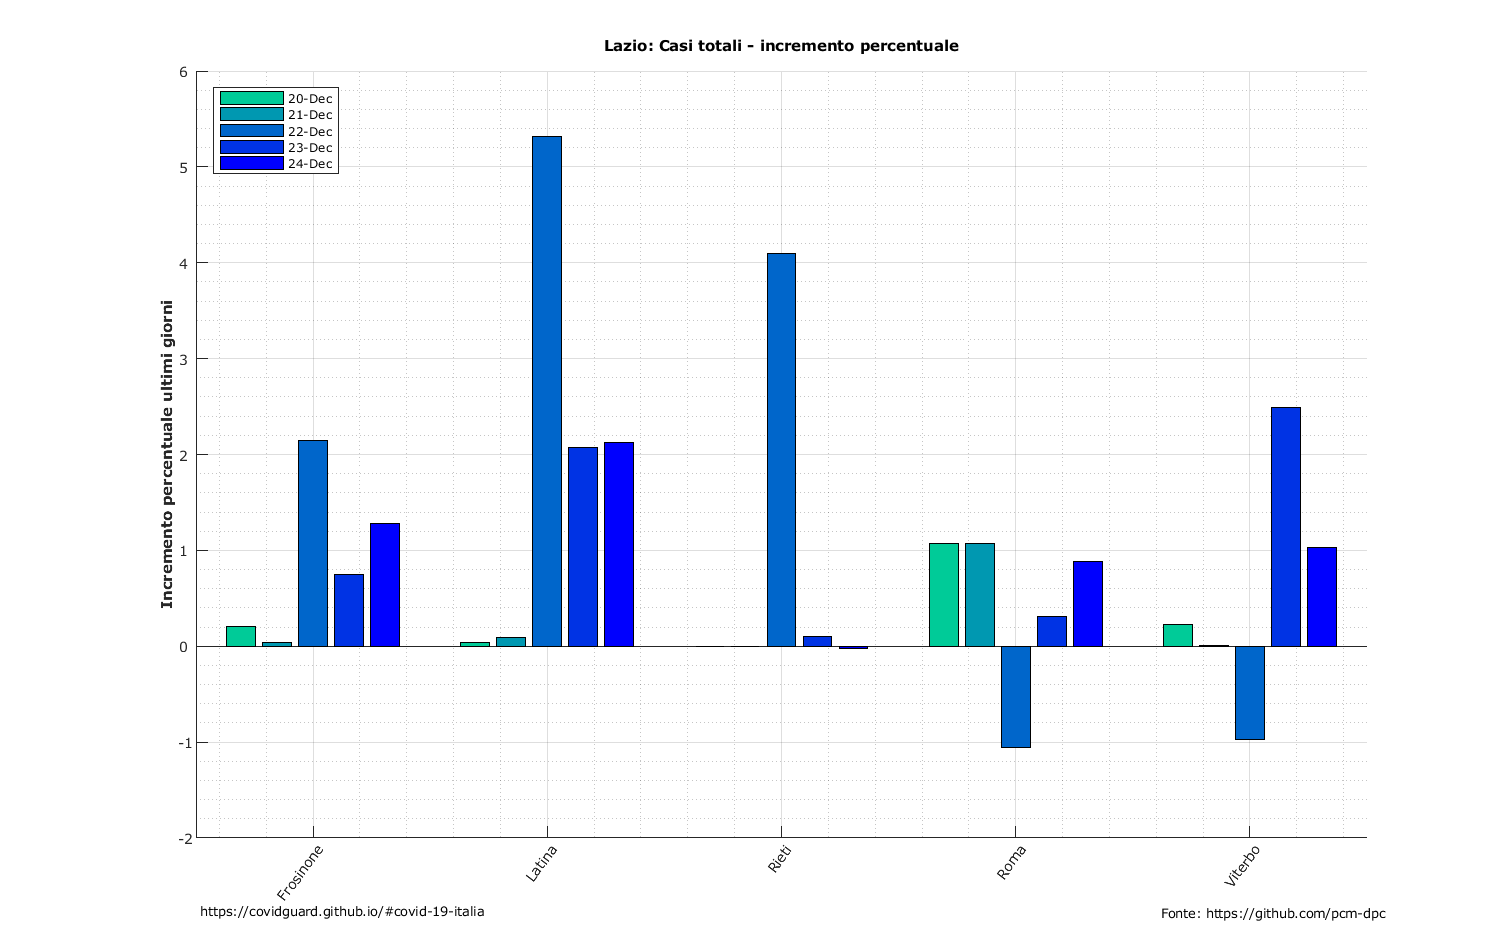 Lazio: Casi totali - incremento percentuale
6
5
4
3
2
1
0
-1
-2
Incremento percentuale ultimi giorni
20-Dec
21-Dec
22-Dec
23-Dec
24-Dec
Frosinone
Latina
Rieti
Roma
Viterbo
https://covidguard.github.io/#covid-19-italia
Fonte: https://github.com/pcm-dpc